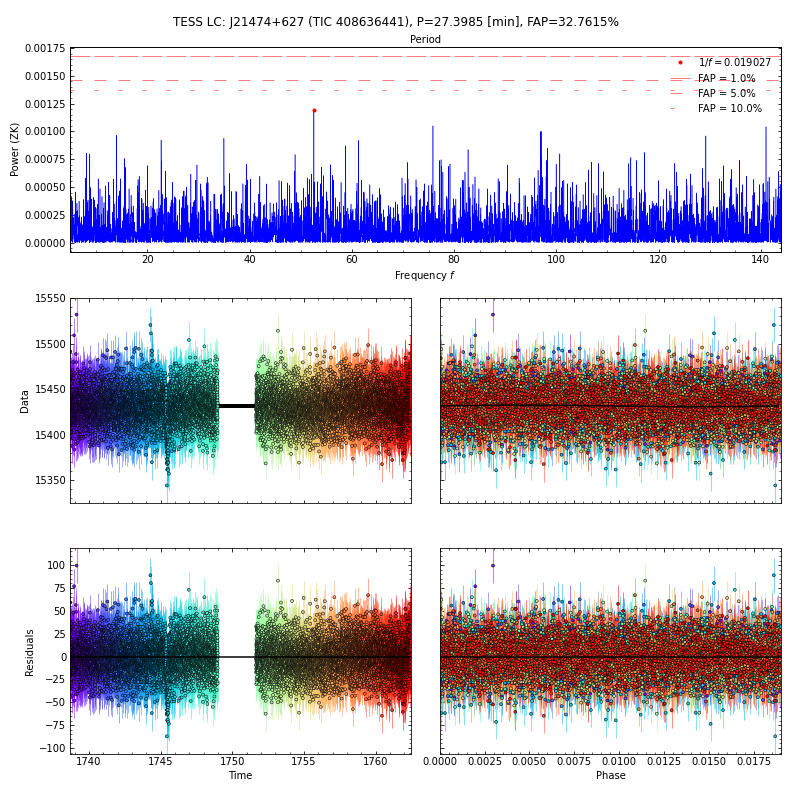 TESS LC: J21474+627 (TIC 408636441), P=27.3985 [min], FAP=32.7615%
Period
0.00175
0.00150
0.00125
0.00100
0.00075
0.00050
0.00025
0.00000
Power (ZK)
1/f = 0.019027
FAP = 1.0%
FAP = 5.0%
FAP = 10.0%
20 40 60 80 100 120 140
Frequency f
15550
15500
15450
15400
15350
Data
100
75
50
25
0
−25
−50
−75
−100
Residuals
1740 1745 1750 1755 1760
Time
0.0000 0.0025 0.0050 0.0075 0.0100 0.0125 0.0150 0.0175
Phase